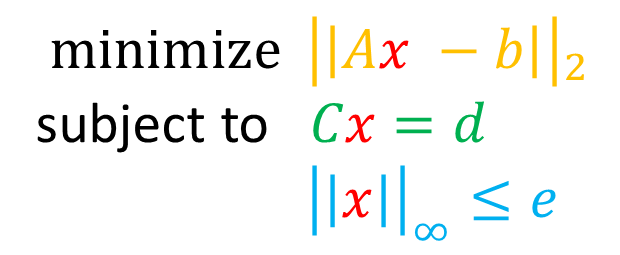 minimize ||Ax − b||₂
subject to Cx = d
||x||∞ ≤ e